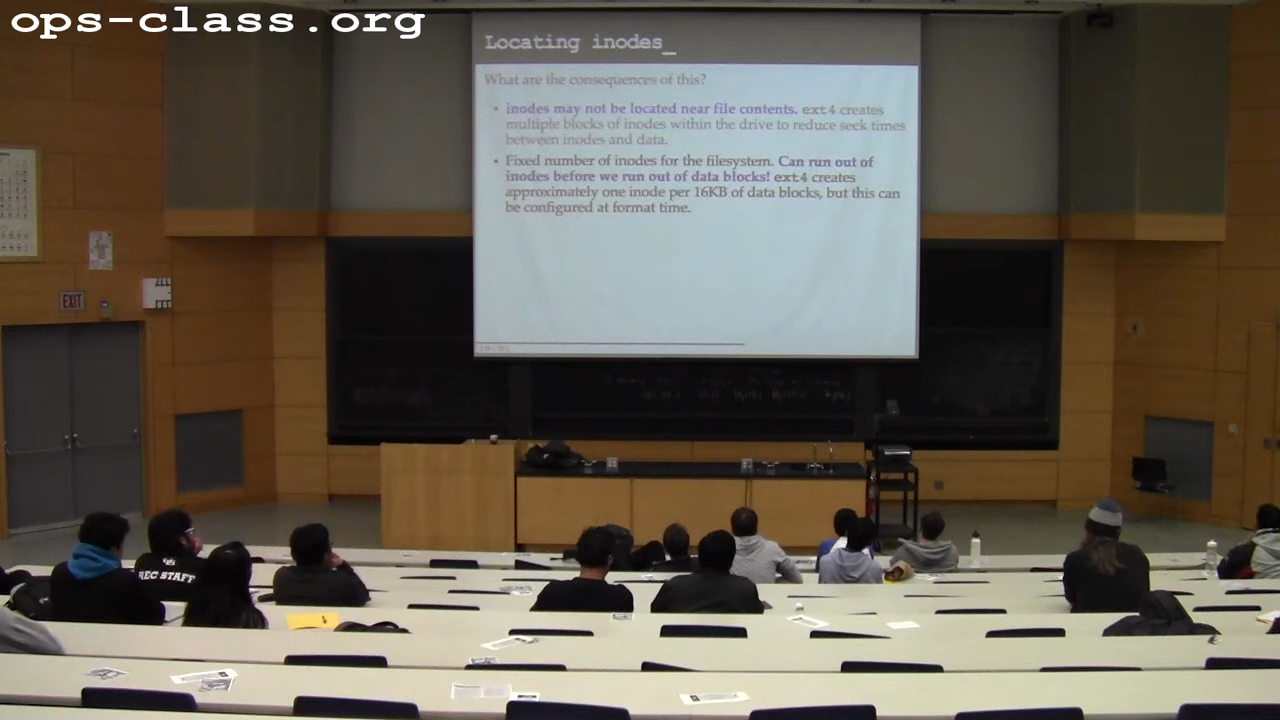 ops-class.org
Locating inodes_
What are the consequences of this?
• inodes may not be located near file contents. ext4 creates
multiple blocks of inodes within the drive to reduce seek times
between inodes and data.
• Fixed number of inodes for the filesystem. Can run out of
inodes before we run out of data blocks! ext4 creates
approximately one inode per 16KB of data blocks, but this can
be configured at format time.
EXIT
REC STAFF